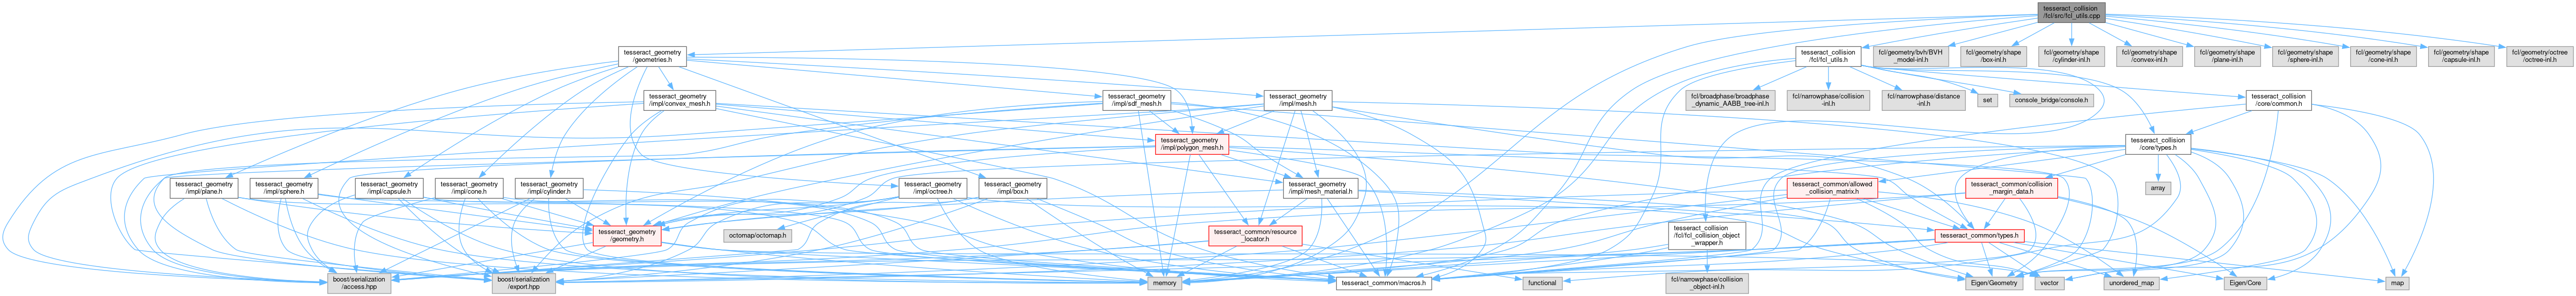 tesseract_collision
/fcl/src/fcl_utils.cpp
tesseract_geometry
/geometries.h
tesseract_collision
/fcl/fcl_utils.h
fcl/geometry/bvh/BVH
_model-inl.h
fcl/geometry/shape
/box-inl.h
fcl/geometry/shape
/cylinder-inl.h
fcl/geometry/shape
/convex-inl.h
fcl/geometry/shape
/plane-inl.h
fcl/geometry/shape
/sphere-inl.h
fcl/geometry/shape
/cone-inl.h
fcl/geometry/shape
/capsule-inl.h
fcl/geometry/octree
/octree-inl.h
tesseract_geometry
/impl/convex_mesh.h
tesseract_geometry
/impl/sdf_mesh.h
tesseract_geometry
/impl/mesh.h
fcl/broadphase/broadphase
_dynamic_AABB_tree-inl.h
fcl/narrowphase/collision
-inl.h
fcl/narrowphase/distance
-inl.h
set
console_bridge/console.h
tesseract_collision
/core/common.h
tesseract_geometry
/impl/polygon_mesh.h
tesseract_collision
/core/types.h
tesseract_geometry
/impl/plane.h
tesseract_geometry
/impl/sphere.h
tesseract_geometry
/impl/capsule.h
tesseract_geometry
/impl/cone.h
tesseract_geometry
/impl/cylinder.h
tesseract_geometry
/impl/octree.h
tesseract_geometry
/impl/box.h
tesseract_geometry
/impl/mesh_material.h
tesseract_common/allowed
_collision_matrix.h
tesseract_common/collision
_margin_data.h
array
tesseract_geometry
/geometry.h
octomap/octomap.h
tesseract_common/resource
_locator.h
tesseract_collision
/fcl/fcl_collision_object
_wrapper.h
tesseract_common/types.h
boost/serialization
/access.hpp
boost/serialization
/export.hpp
memory
tesseract_common/macros.h
functional
fcl/narrowphase/collision
_object-inl.h
Eigen/Geometry
vector
unordered_map
Eigen/Core
map